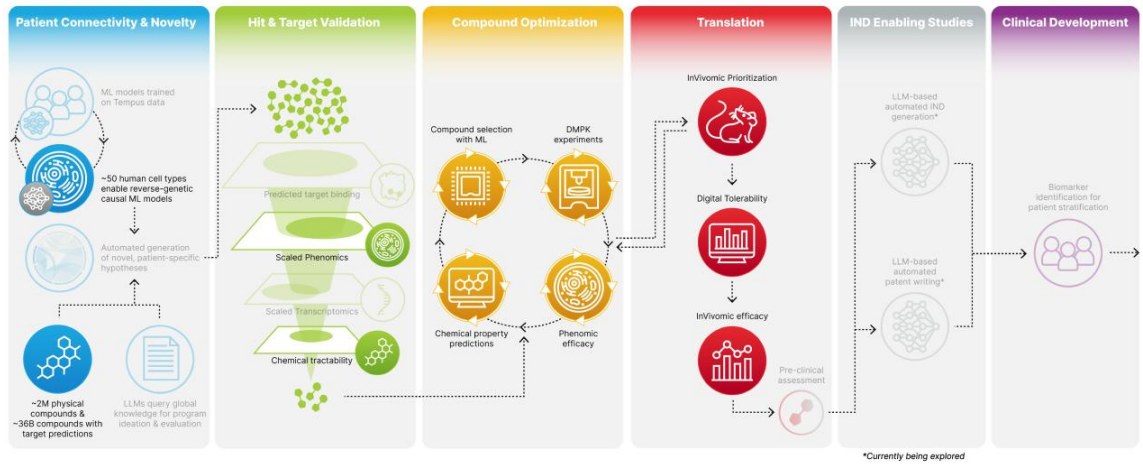 Patient Connectivity & Novelty
ML models trained
on Tempus data
~50 human cell types
enable reverse-genetic
causal ML models
Automated generation
of novel, patient-specific
hypotheses
~2M physical
compounds &
~36B compounds with
target predictions
LLMs query global
knowledge for program
ideation & evaluation
Hit & Target Validation
Predicted target binding
Scaled Phenomics
Scaled Transcriptomics
Chemical tractability
Compound Optimization
Compound selection
with ML
DMPK
experiments
Chemical property
predictions
Phenomic
efficacy
Translation
InVivomic Prioritization
Digital Tolerability
InVivomic efficacy
Pre-clinical
assessment
IND Enabling Studies
LLM-based
automated IND
generation*
LLM-based
automated
patent writing*
Clinical Development
Biomarker
identification for
patient stratification
*Currently being explored